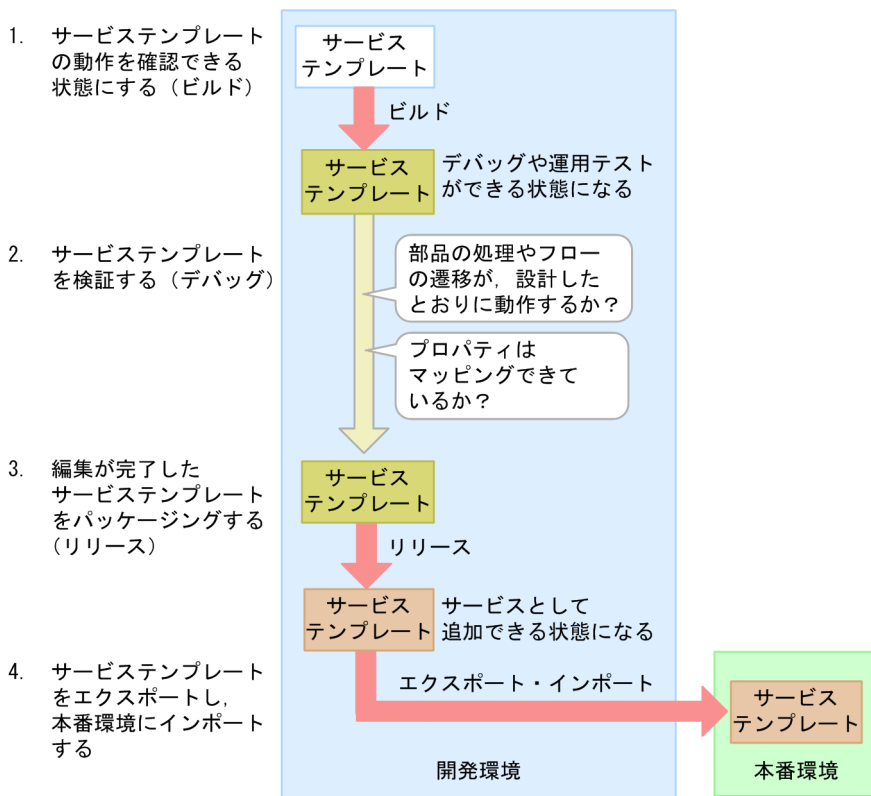 1. サービステンプレート
の動作を確認できる
状態にする（ビルド）
サービス
テンプレート
ビルド
サービス
テンプレート
デバッグや運用テスト
ができる状態になる
2. サービステンプレート
を検証する（デバッグ）
部品の処理やフロー
の遷移が，設計した
とおりに動作するか？
プロパティは
マッピングできて
いるか？
3. 編集が完了した
サービステンプレート
をパッケージングする
（リリース）
サービス
テンプレート
リリース
サービス
テンプレート
サービスとして
追加できる状態になる
4. サービステンプレート
をエクスポートし，
本番環境にインポート
する
エクスポート・インポート
サービス
テンプレート
開発環境
本番環境